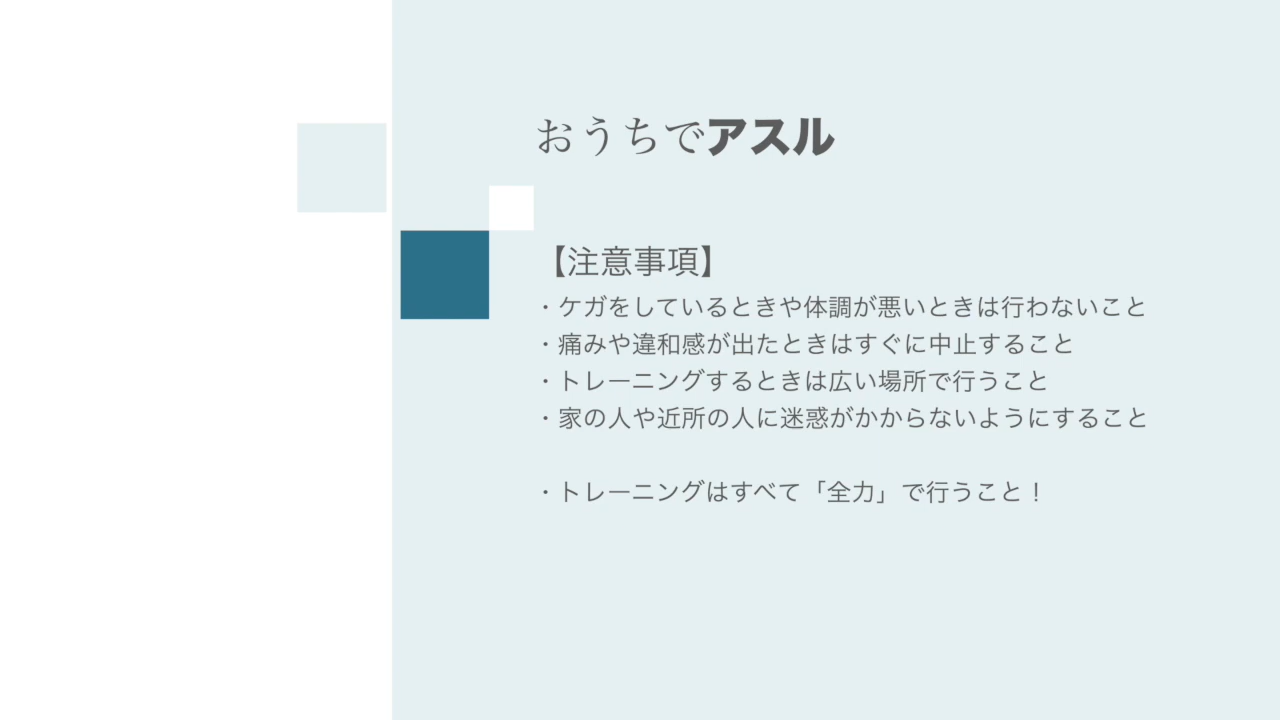 おうちでアスル
【注意事項】
・ケガをしているときや体調が悪いときは行わないこと
・痛みや違和感が出たときはすぐに中止すること
・トレーニングするときは広い場所で行うこと
・家の人や近所の人に迷惑がかからないようにすること
・トレーニングはすべて「全力」で行うこと！